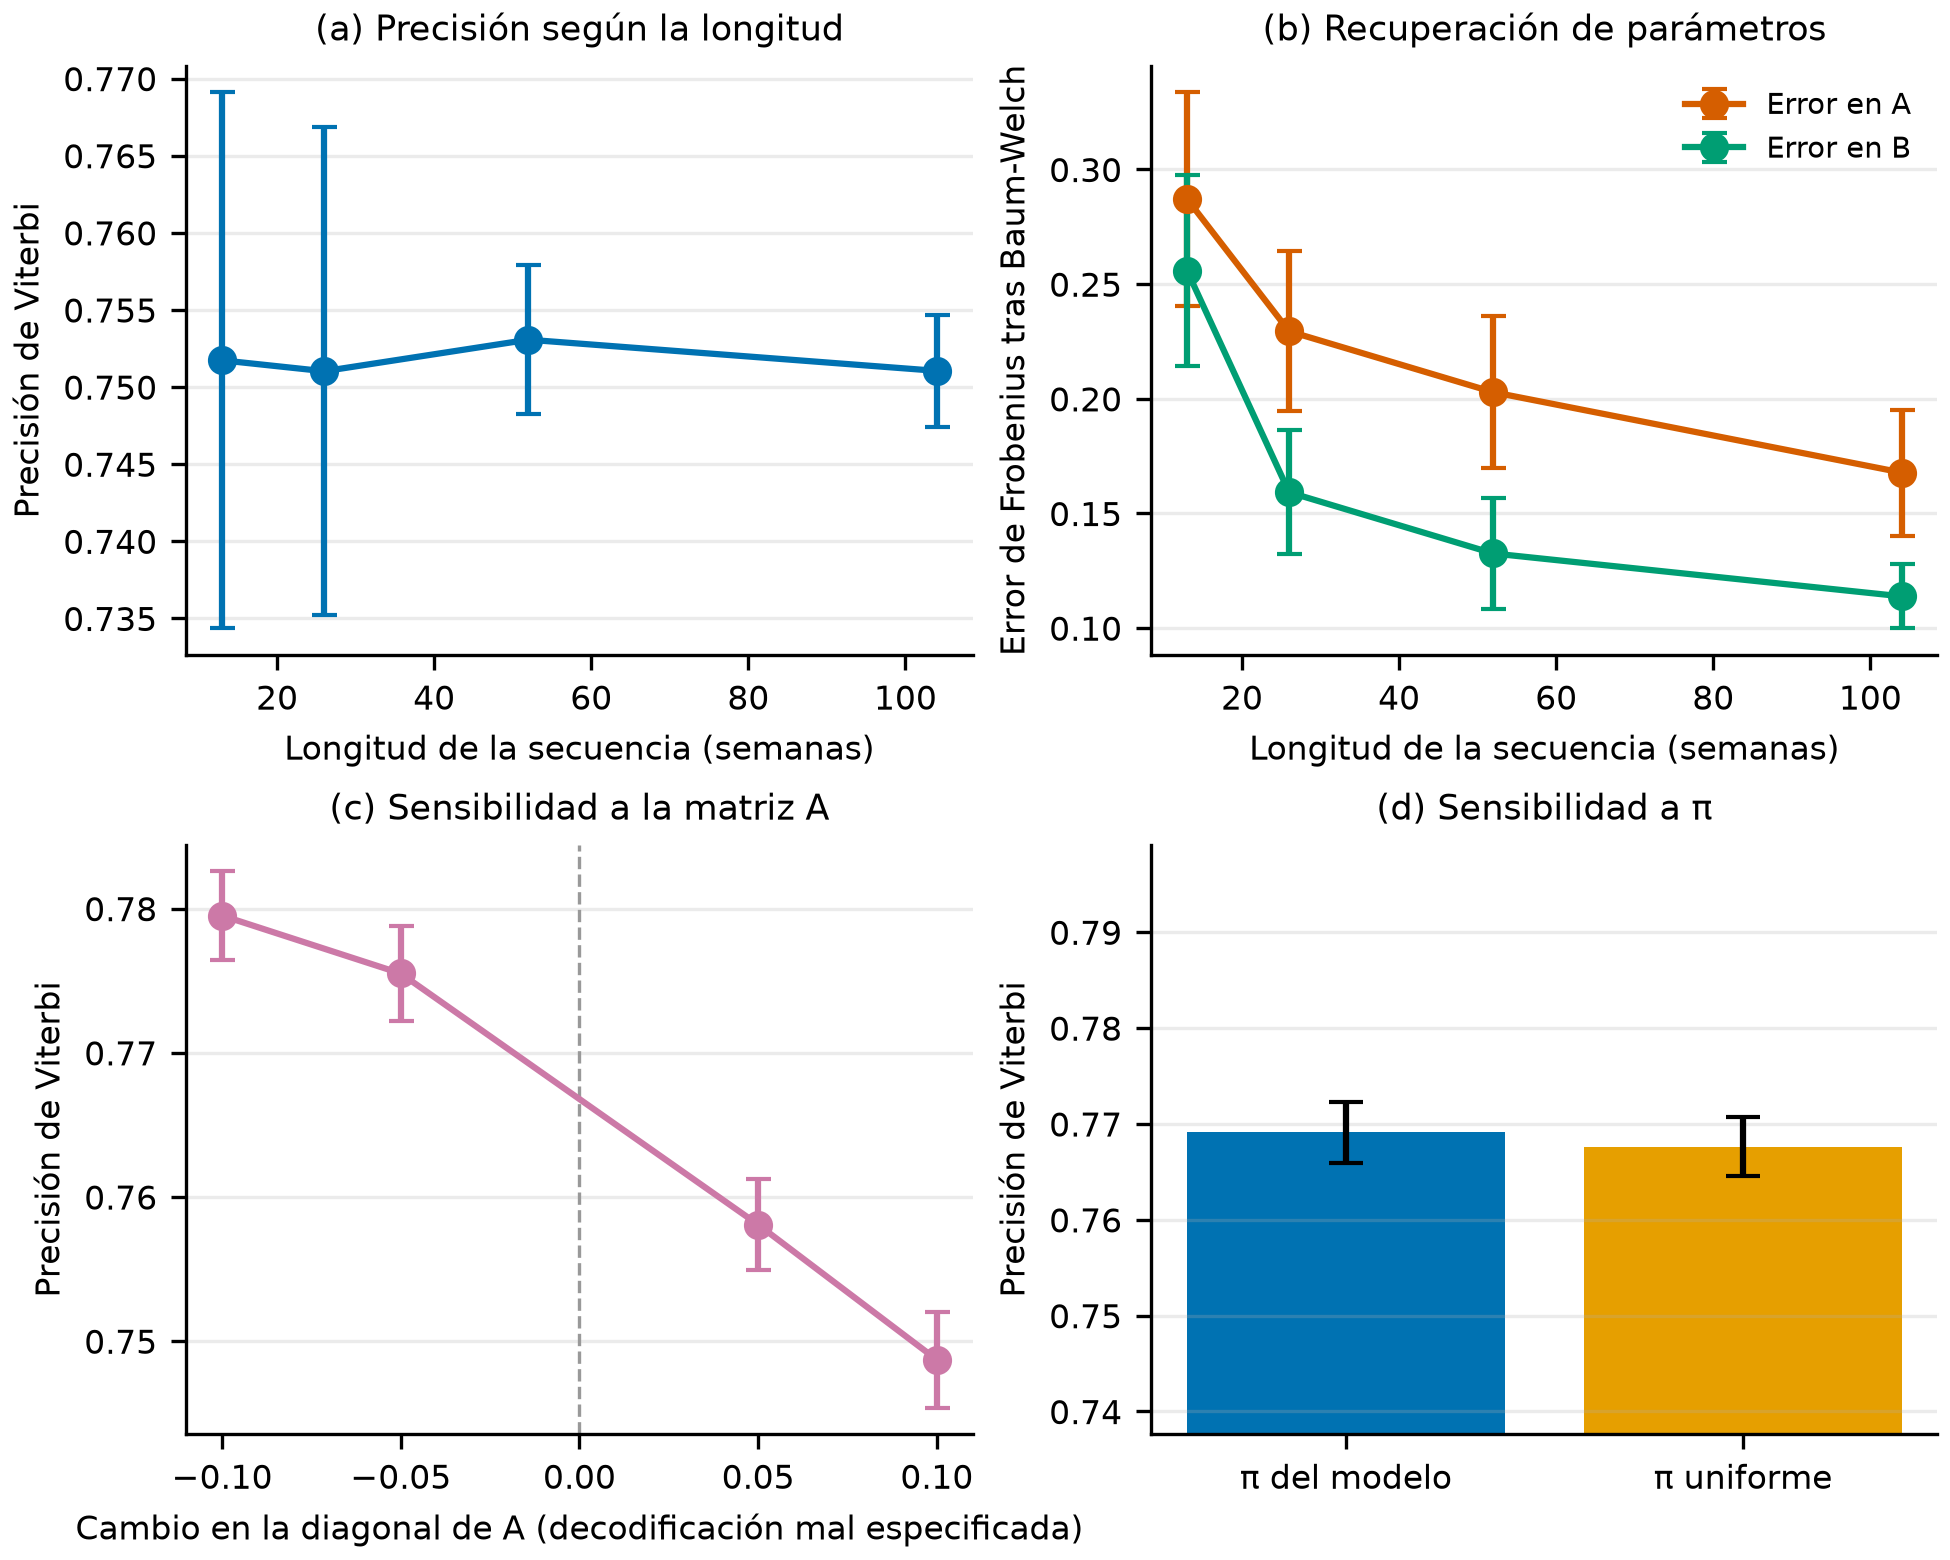 (a) Precisión según la longitud
Precisión de Viterbi
0.770
0.765
0.760
0.755
0.750
0.745
0.740
0.735
20 40 60 80 100
Longitud de la secuencia (semanas)
(b) Recuperación de parámetros
Error de Frobenius tras Baum-Welch
Error en A
Error en B
0.30
0.25
0.20
0.15
0.10
20 40 60 80 100
Longitud de la secuencia (semanas)
(c) Sensibilidad a la matriz A
Precisión de Viterbi
0.78
0.77
0.76
0.75
−0.10 −0.05 0.00 0.05 0.10
Cambio en la diagonal de A (decodificación mal especificada)
(d) Sensibilidad a π
Precisión de Viterbi
0.79
0.78
0.77
0.76
0.75
0.74
π del modelo π uniforme